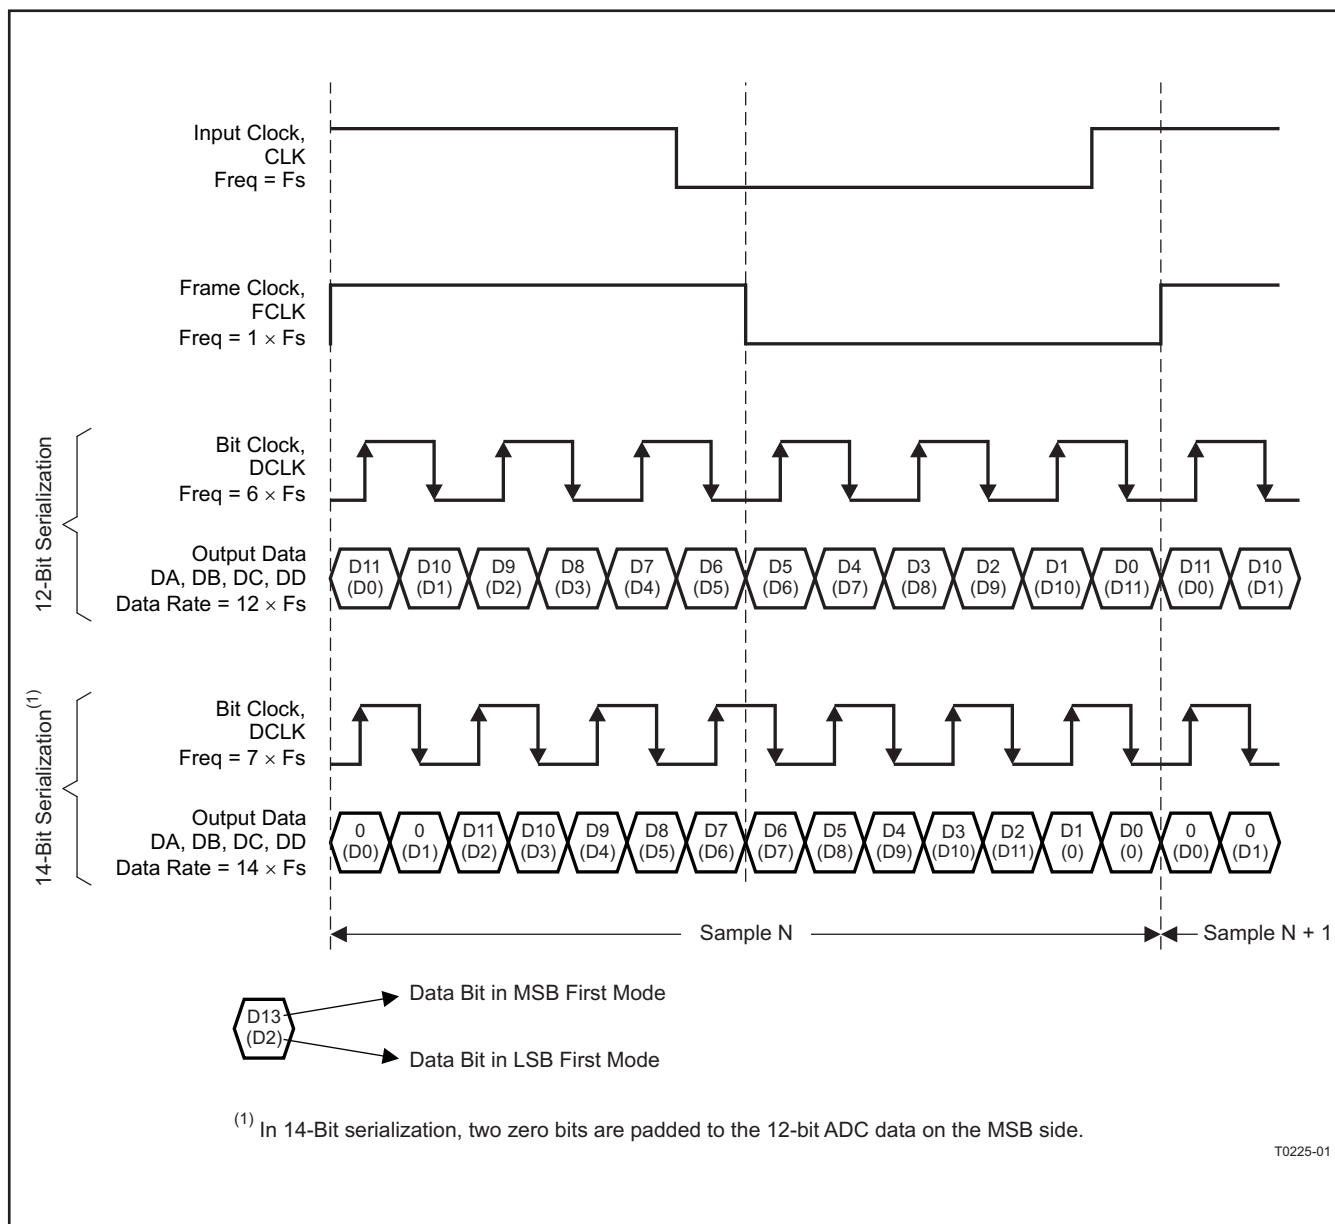 Input Clock,
CLK
Freq = Fs
Frame Clock,
FCLK
Freq = 1 × Fs
12-Bit Serialization
Bit Clock,
DCLK
Freq = 6 × Fs
Output Data
DA, DB, DC, DD
Data Rate = 12 × Fs
D11 D10 D9 D8 D7 D6 D5 D4 D3 D2 D1 D0 D11 D10
(D0) (D1) (D2) (D3) (D4) (D5) (D6) (D7) (D8) (D9) (D10) (D11) (D0) (D1)
14-Bit Serialization(1)
Bit Clock,
DCLK
Freq = 7 × Fs
Output Data
DA, DB, DC, DD
Data Rate = 14 × Fs
0 0 D11 D10 D9 D8 D7 D6 D5 D4 D3 D2 D1 D0 0 0
(D0) (D1) (D2) (D3) (D4) (D5) (D6) (D7) (D8) (D9) (D10) (D11) (0) (0) (D0) (D1)
Sample N
Sample N + 1
D13
(D2)
Data Bit in MSB First Mode
Data Bit in LSB First Mode
(1) In 14-Bit serialization, two zero bits are padded to the 12-bit ADC data on the MSB side.
T0225-01